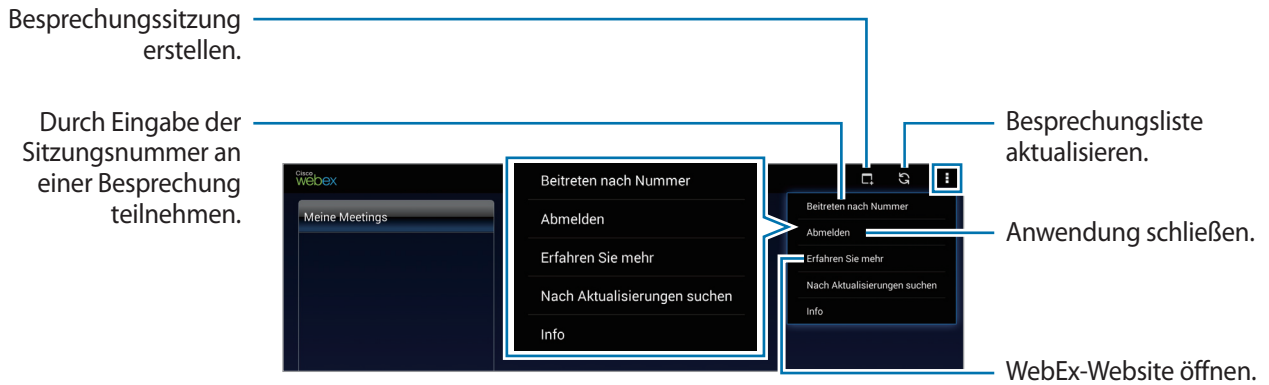 Besprechungssitzung
erstellen.
Durch Eingabe der
Sitzungsnummer an
einer Besprechung
teilnehmen.
Cisco
webex
Meine Meetings
Beitreten nach Nummer
Abmelden
Erfahren Sie mehr
Nach Aktualisierungen suchen
Info
Beitreten nach Nummer
Abmelden
Erfahren Sie mehr
Nach Aktualisierungen suchen
Info
Besprechungsliste
aktualisieren.
Anwendung schließen.
WebEx-Website öffnen.